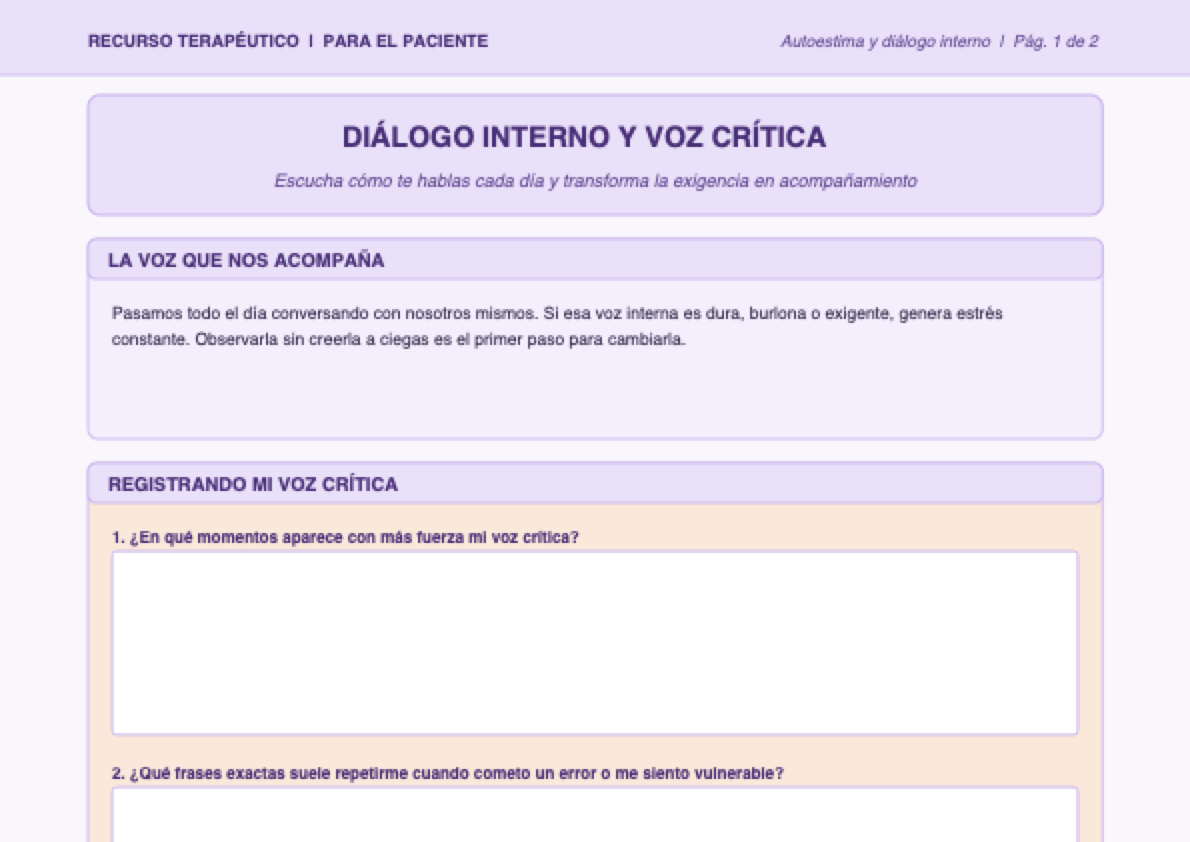 RECURSO TERAPÉUTICO | PARA EL PACIENTE
Autoestima y diálogo interno | Pág. 1 de 2
DIÁLOGO INTERNO Y VOZ CRÍTICA
Escucha cómo te hablas cada día y transforma la exigencia en acompañamiento
LA VOZ QUE NOS ACOMPAÑA
Pasamos todo el día conversando con nosotros mismos. Si esa voz interna es dura, burlona o exigente, genera estrés
constante. Observarla sin creerla a ciegas es el primer paso para cambiarla.
REGISTRANDO MI VOZ CRÍTICA
1. ¿En qué momentos aparece con más fuerza mi voz crítica?
2. ¿Qué frases exactas suele repetirme cuando cometo un error o me siento vulnerable?